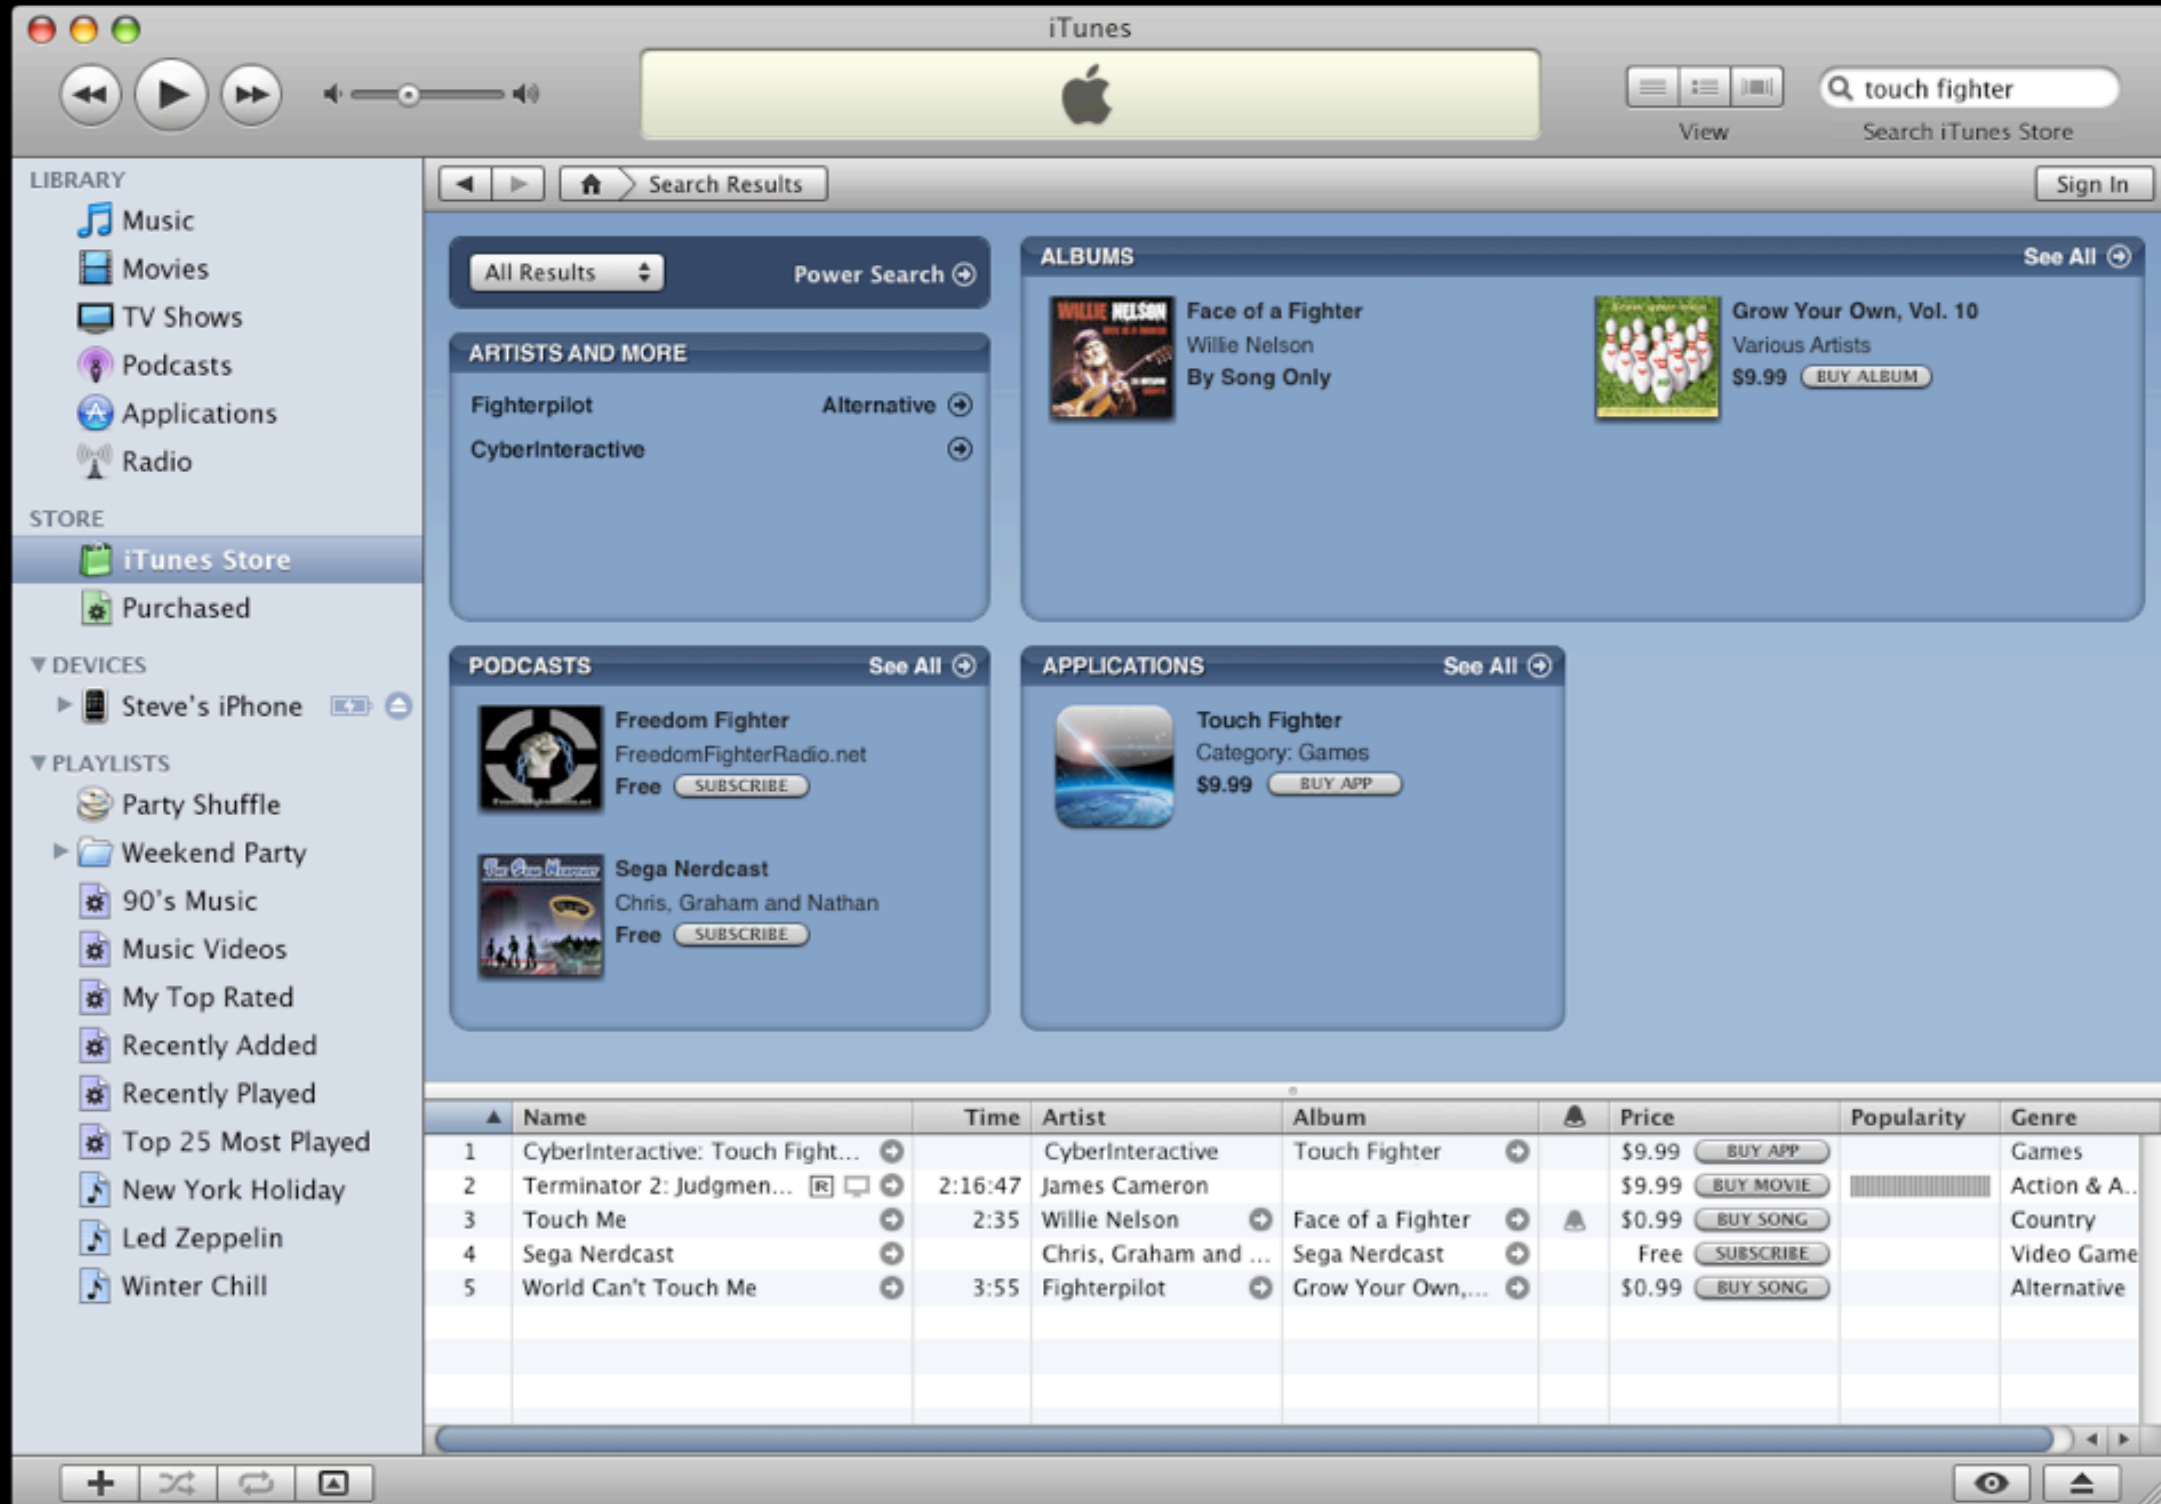 iTunes
touch fighter
View
Search iTunes Store
LIBRARY
Music
Movies
TV Shows
Podcasts
Applications
Radio
STORE
iTunes Store
Purchased
DEVICES
Steve's iPhone
PLAYLISTS
Party Shuffle
Weekend Party
90's Music
Music Videos
My Top Rated
Recently Added
Recently Played
Top 25 Most Played
New York Holiday
Led Zeppelin
Winter Chill
Search Results
Sign In
All Results
Power Search
ARTISTS AND MORE
Fighterpilot Alternative
CyberInteractive
ALBUMS See All
WILLIE NELSON
Face of a Fighter
Willie Nelson
By Song Only
Grow Your Own, Vol. 10
Various Artists
$9.99 BUY ALBUM
PODCASTS See All
Freedom Fighter
FreedomFighterRadio.net
Free SUBSCRIBE
Sega Nerdcast
Chris, Graham and Nathan
Free SUBSCRIBE
APPLICATIONS See All
Touch Fighter
Category: Games
$9.99 BUY APP
Name Time Artist Album Price Popularity Genre
1 CyberInteractive: Touch Fight... CyberInteractive Touch Fighter $9.99 BUY APP Games
2 Terminator 2: Judgmen... R 2:16:47 James Cameron $9.99 BUY MOVIE Action & A..
3 Touch Me 2:35 Willie Nelson Face of a Fighter $0.99 BUY SONG Country
4 Sega Nerdcast Chris, Graham and ... Sega Nerdcast Free SUBSCRIBE Video Game
5 World Can't Touch Me 3:55 Fighterpilot Grow Your Own,... $0.99 BUY SONG Alternative